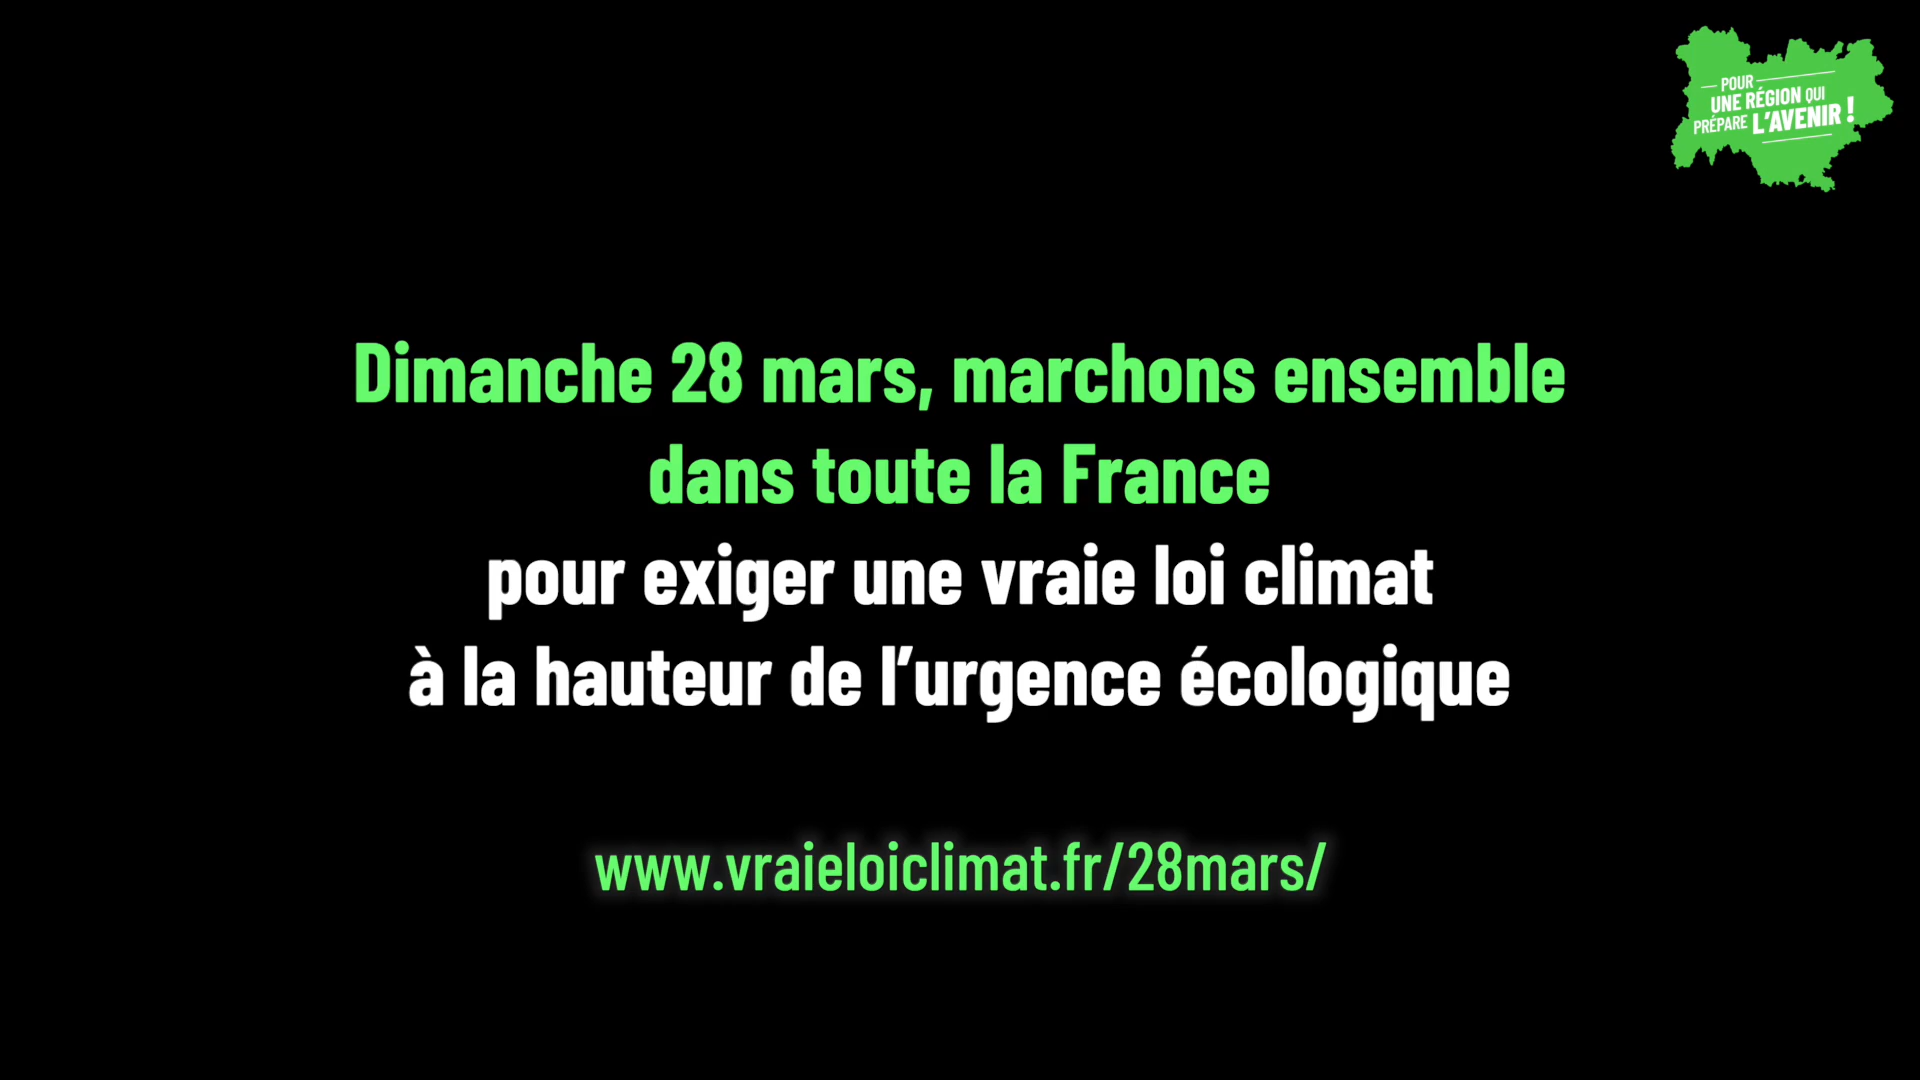 POUR
UNE RÉGION QUI
PRÉPARE L'AVENIR !
Dimanche 28 mars, marchons ensemble
dans toute la France
pour exiger une vraie loi climat
à la hauteur de l’urgence écologique
www.vraieloiclimat.fr/28mars/